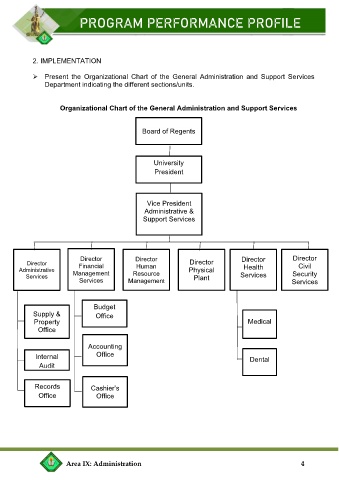 PROGRAM PERFORMANCE PROFILE
2. IMPLEMENTATION
➢ Present the Organizational Chart of the General Administration and Support Services
Department indicating the different sections/units.
Organizational Chart of the General Administration and Support Services
Board of Regents
University
President
Vice President
Administrative &
Support Services
Director
Administrative
Services
Director
Financial
Management
Services
Director
Human
Resource
Management
Director
Physical
Plant
Director
Health
Services
Director
Civil
Security
Services
Supply &
Property
Office
Internal
Audit
Records
Office
Budget
Office
Accounting
Office
Cashier's
Office
Medical
Dental
Area IX: Administration 4